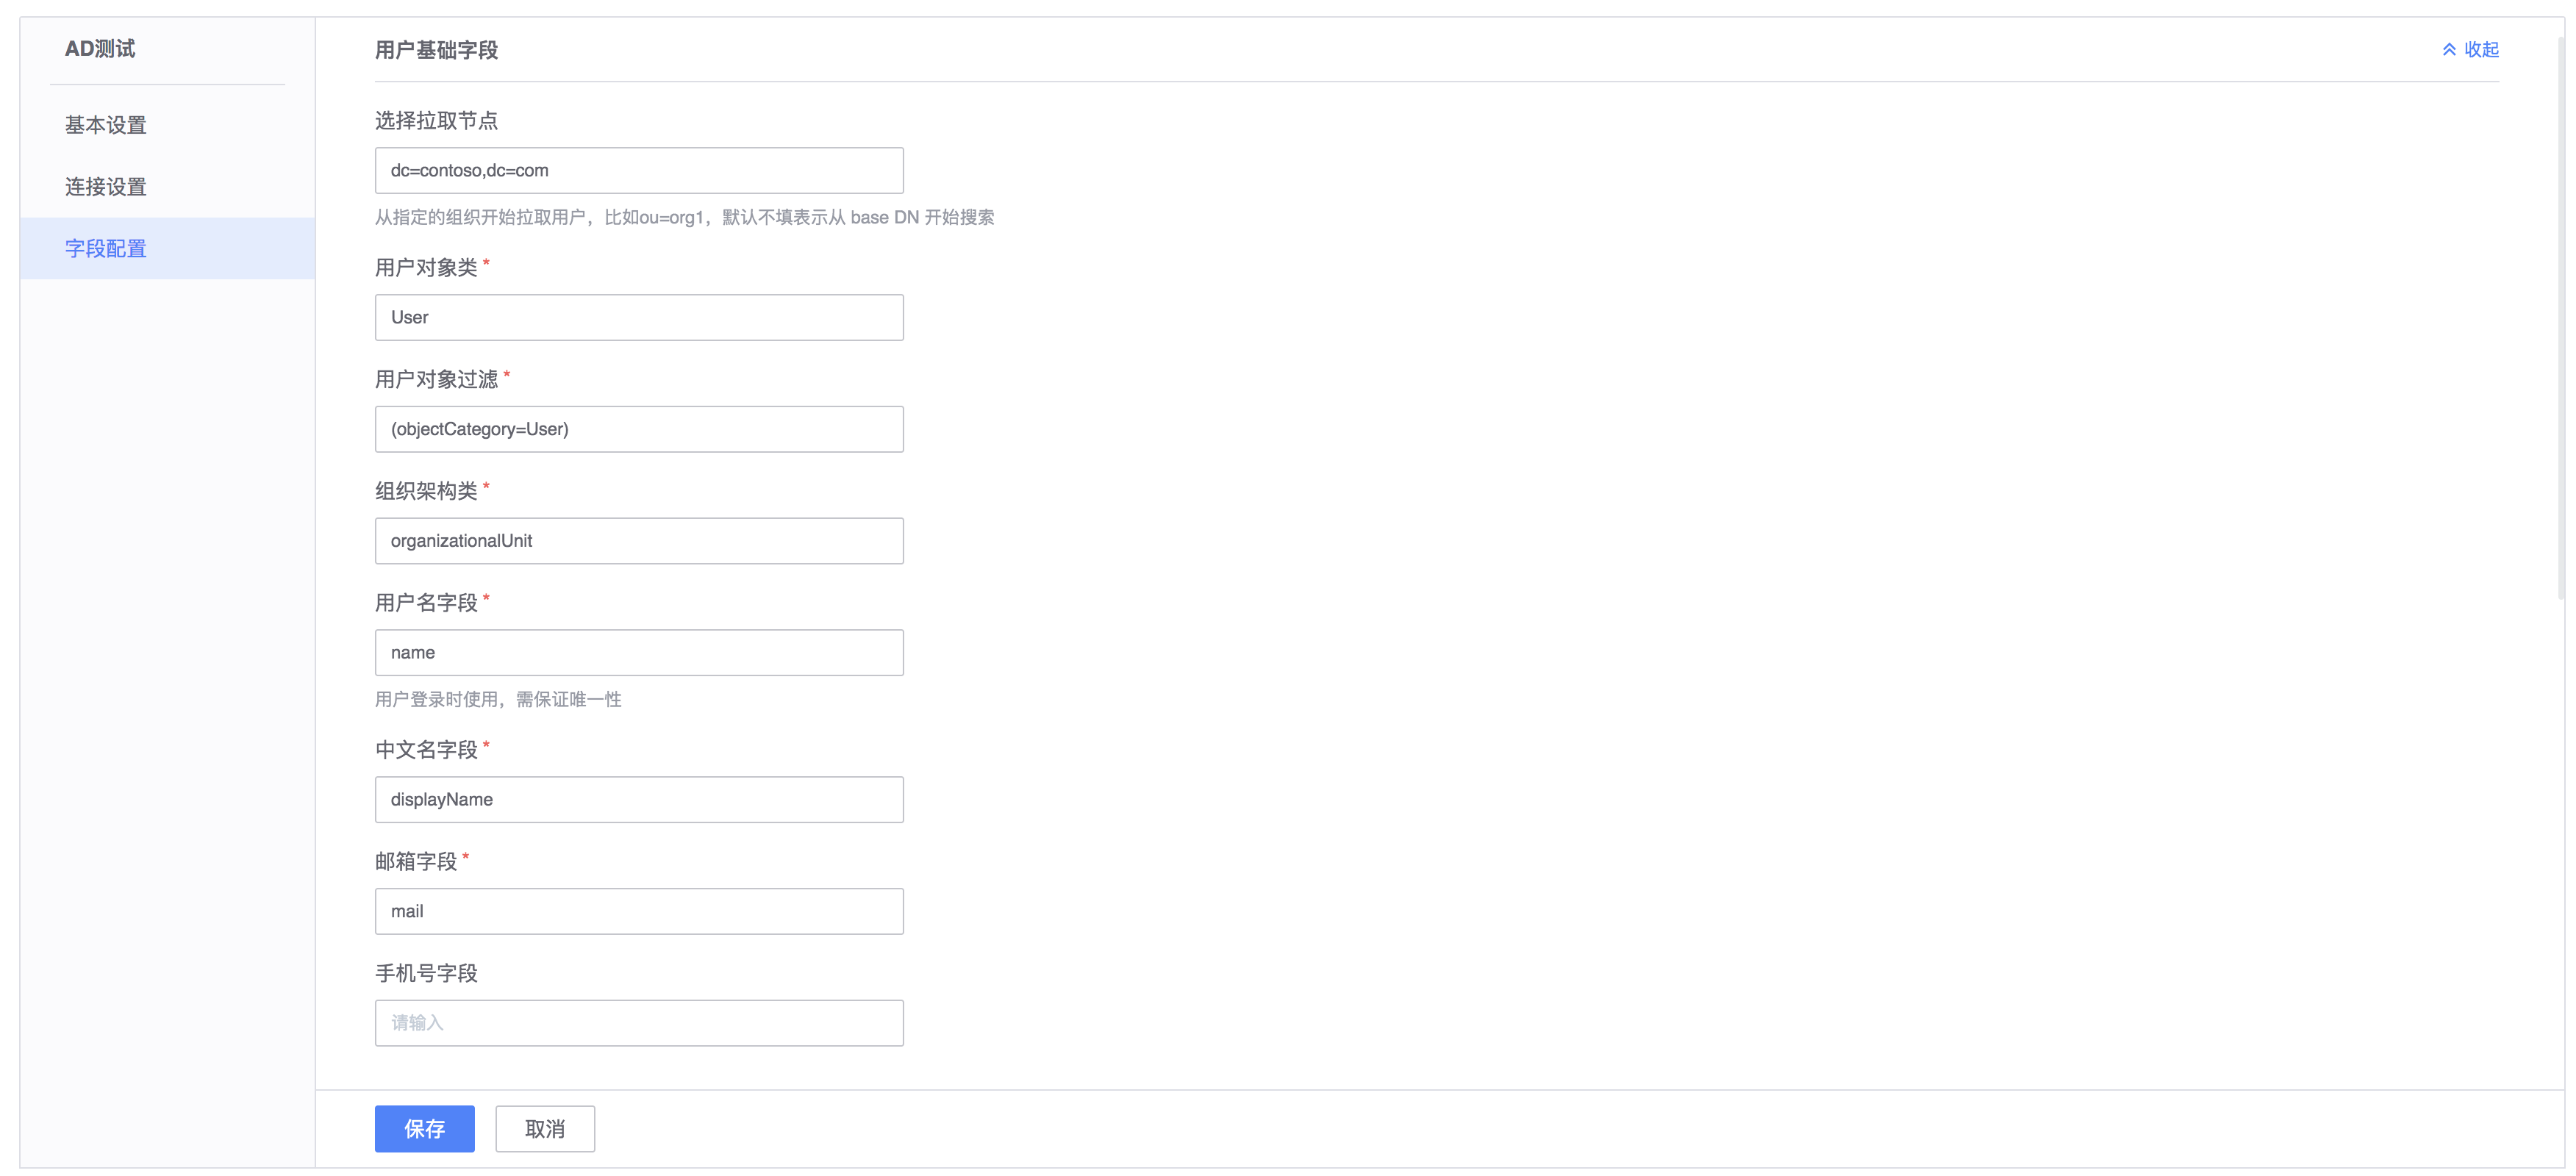 AD测试
基本设置
连接设置
字段配置
用户基础字段
收起
选择拉取节点
dc=contoso,dc=com
从指定的组织开始拉取用户，比如ou=org1，默认不填表示从 base DN 开始搜索
用户对象类 *
User
用户对象过滤 *
(objectCategory=User)
组织架构类 *
organizationalUnit
用户名字段 *
name
用户登录时使用，需保证唯一性
中文名字段 *
displayName
邮箱字段 *
mail
手机号字段
请输入
保存
取消